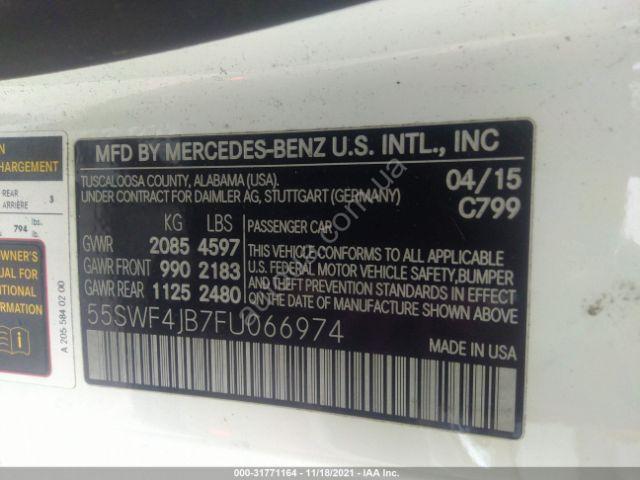 N
HARGEMENT
REAR
ARRIÈRE 3
lbs.
794 lb.
OWNER'S
UAL FOR
ITIONAL
RMATION
A 205 584 02 00
MFD BY MERCEDES-BENZ U.S. INTL., INC
TUSCALOOSA COUNTY, ALABAMA (USA).
UNDER CONTRACT FOR DAIMLER AG, STUTTGART (GERMANY)
04/15
C799
KG LBS
GVWR 2085 4597
GAWR FRONT 990 2183
GAWR REAR 1125 2480
PASSENGER CAR
THIS VEHICLE CONFORMS TO ALL APPLICABLE
U.S. FEDERAL MOTOR VEHICLE SAFETY, BUMPER
AND THEFT PREVENTION STANDARDS IN EFFECT
ON THE DATE OF MANUFACTURE SHOWN ABOVE.
55SWF4JB7FU066974
MADE IN USA
000-31771164 - 11/18/2021 - IAA Inc.